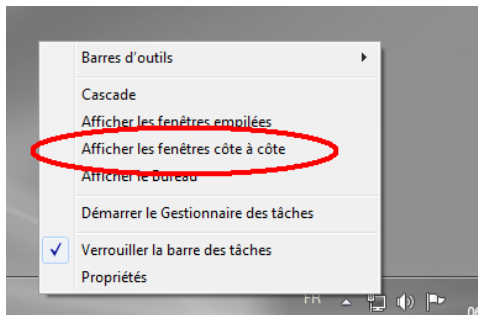 Barres d'outils
Cascade
Afficher les fenêtres empilées
Afficher les fenêtres côte à côte
Afficher le Bureau
Démarrer le Gestionnaire des tâches
Verrouiller la barre des tâches
Propriétés
FR